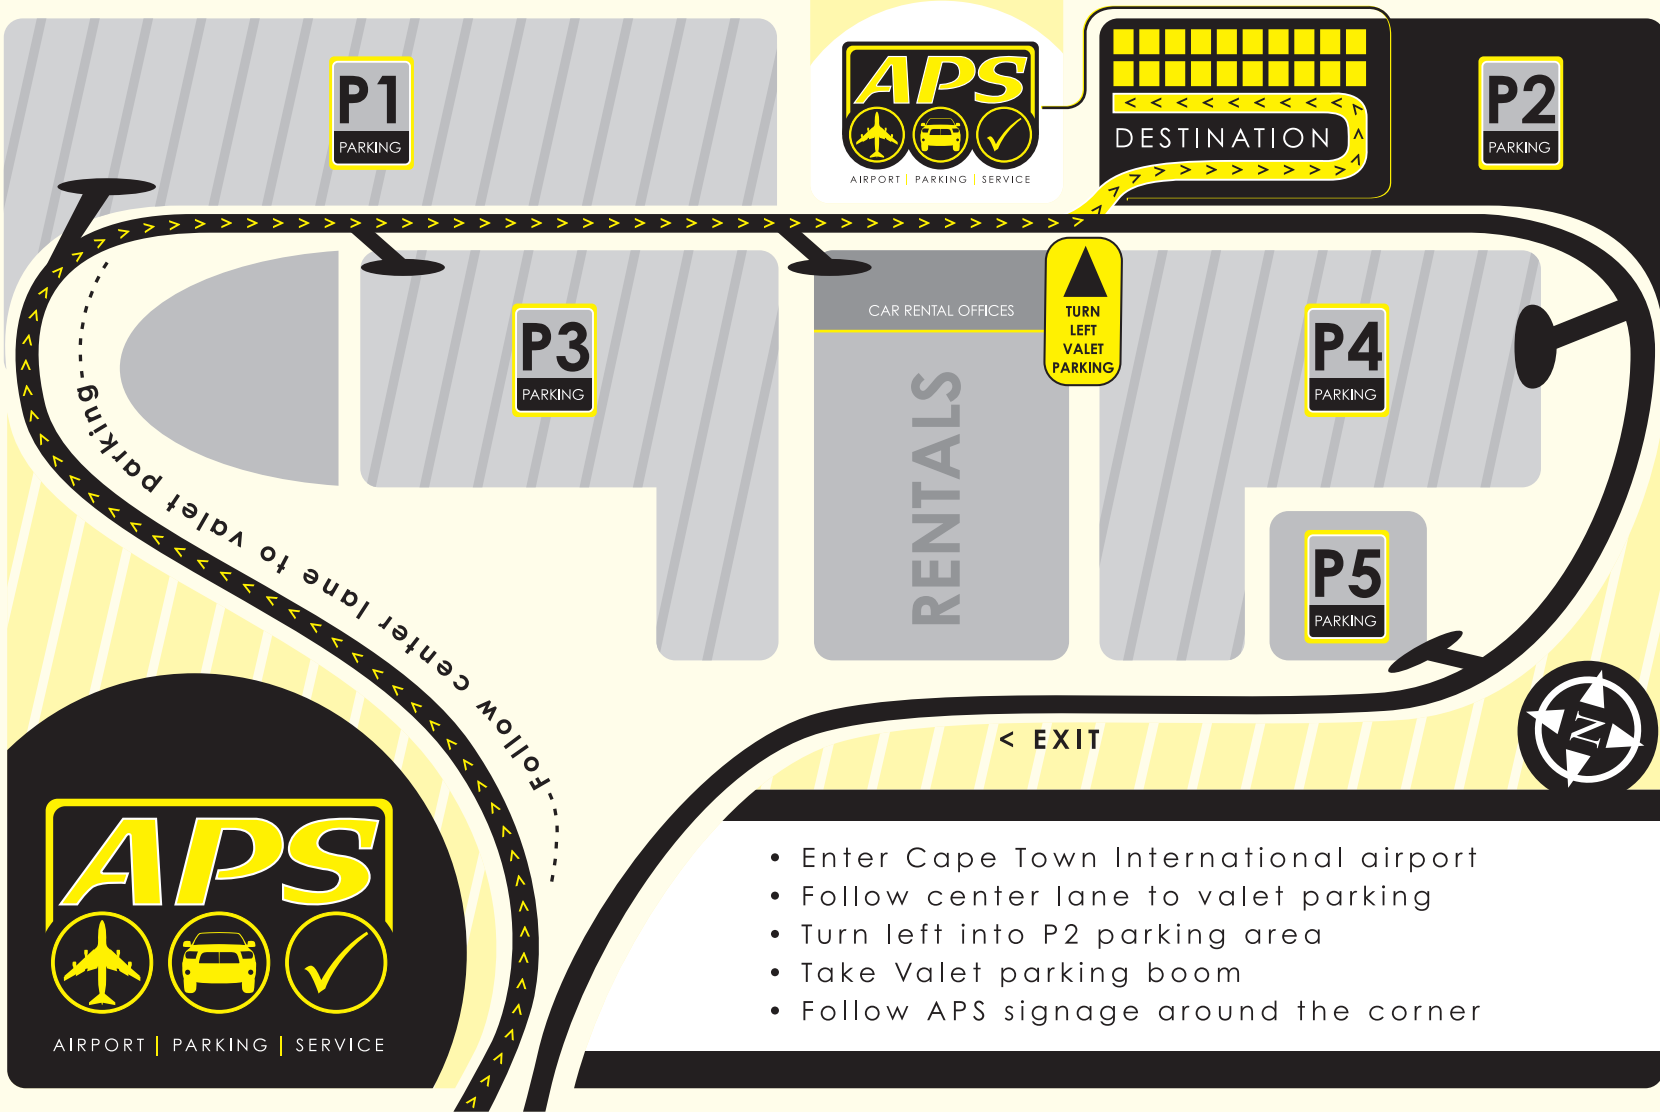 P1
PARKING
APS
AIRPORT | PARKING | SERVICE
DESTINATION
P2
PARKING
P3
PARKING
CAR RENTAL OFFICES
RENTALS
TURN
LEFT
VALET
PARKING
P4
PARKING
P5
PARKING
Follow center lane to valet parking
< EXIT
N
• Enter Cape Town International airport
• Follow center lane to valet parking
• Turn left into P2 parking area
• Take Valet parking boom
• Follow APS signage around the corner
APS
AIRPORT | PARKING | SERVICE